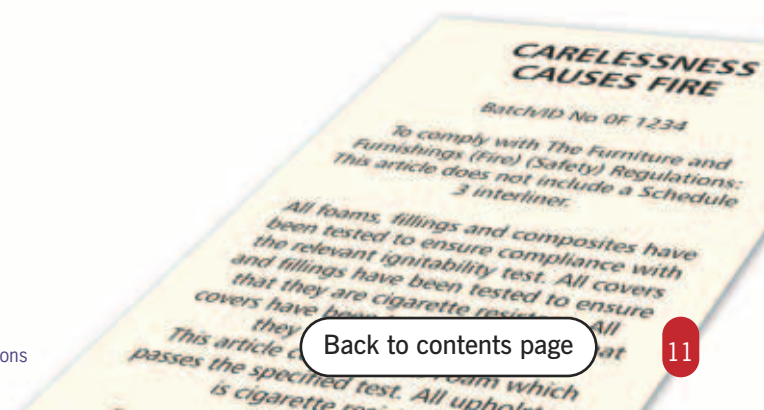 CARELESSNESS
CAUSES FIRE
Batch/ID No 0F 1234
To comply with The Furniture and
Furnishings (Fire) (Safety) Regulations:
This article does not include a Schedule
3 interliner.
All foams, fillings and composites have
been tested to ensure compliance with
the relevant ignitability test. All covers
and fillings have been tested to ensure
that they are cigarette All
covers have
they at
This article which
passes the specified test. All
is cigarette
ons
Back to contents page
11